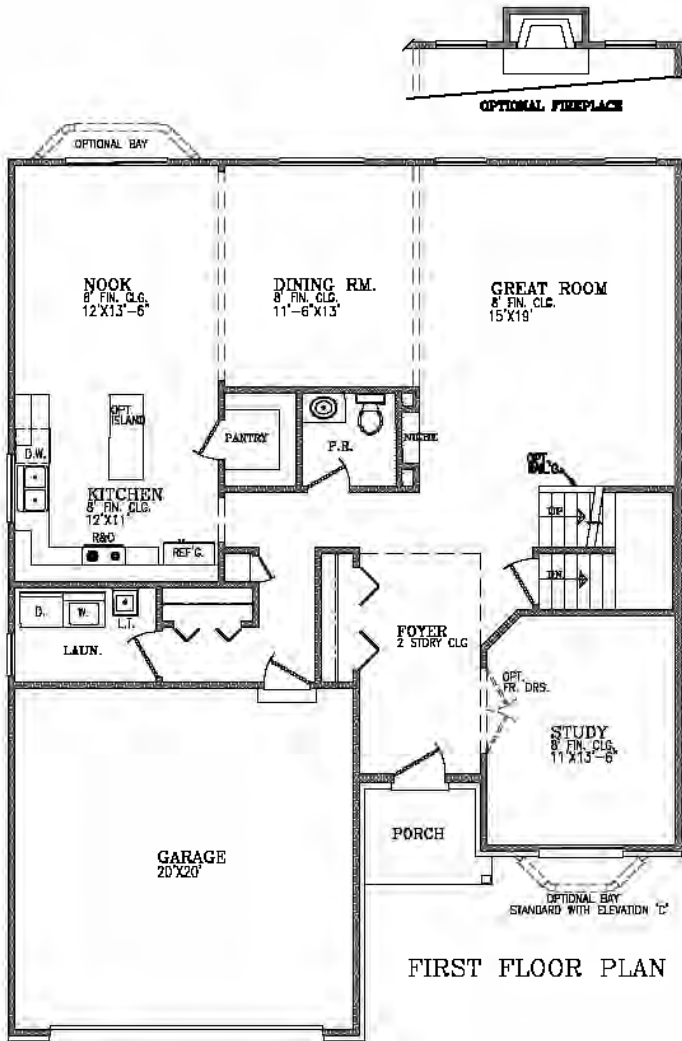 OPTIONAL FIREPLACE
OPTIONAL BAY
NOOK
8' FIN. CLG.
12'X13'-6"
DINING RM.
8' FIN. CLG.
11'-6"X13'
GREAT ROOM
8' FIN. CLG.
15'X19'
OPT.
ISLAND
D.W.
KITCHEN
8' FIN. CLG.
12'X11'
R&O
REF'G.
PANTRY
P.R.
NICHE
OPT.
UP
DN
D.
W.
L.T.
LAUN.
FOYER
2 STORY CLG
OPT.
FR. DRS.
STUDY
8' FIN. CLG.
11'X13'-6"
PORCH
GARAGE
20'X20'
OPTIONAL BAY
STANDARD WITH ELEVATION "C"
FIRST FLOOR PLAN